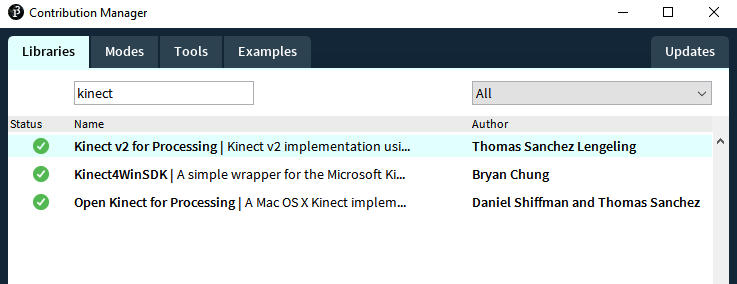 Contribution Manager
Libraries Modes Tools Examples Updates
kinect All
Status Name Author
Kinect v2 for Processing | Kinect v2 implementation usi... Thomas Sanchez Lengeling
Kinect4WinSDK | A simple wrapper for the Microsoft Ki... Bryan Chung
Open Kinect for Processing | A Mac OS X Kinect implem... Daniel Shiffman and Thomas Sanchez